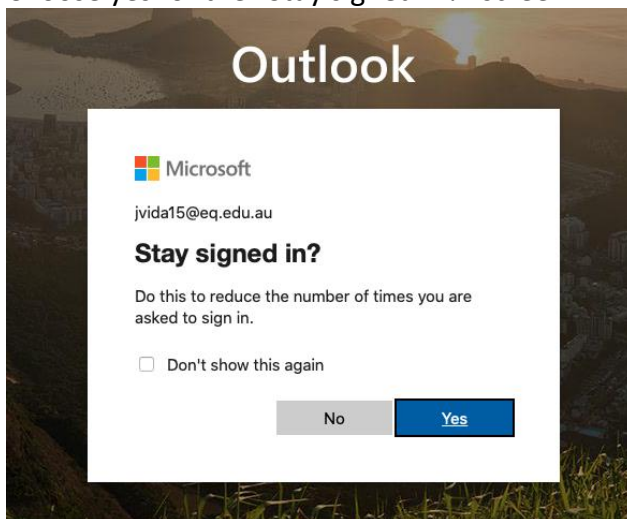 Outlook
Microsoft
jvida15@eq.edu.au
Stay signed in?
Do this to reduce the number of times you are
asked to sign in.
Don't show this again
No
Yes